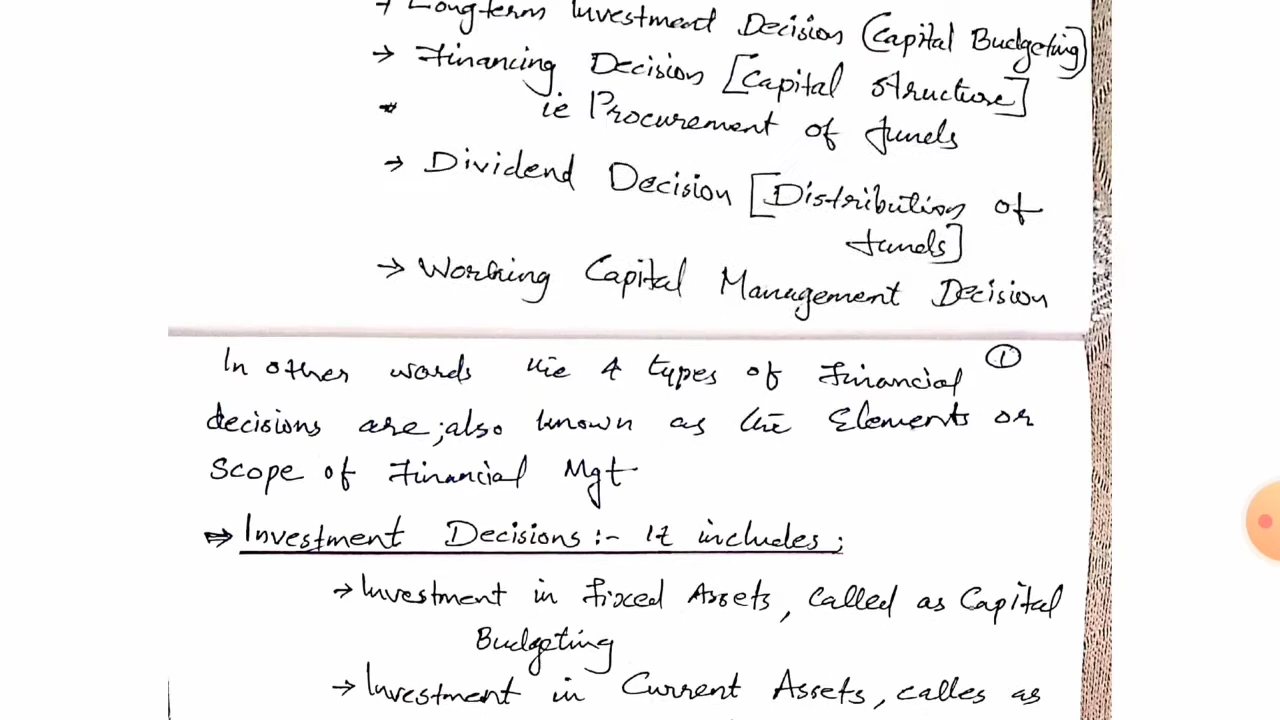 → Longterm Investment Decision (Capital Budgeting)
→ Financing Decision [Capital structure]
ie Procurement of funds
→ Dividend Decision [Distribution of
funds]
→ Working Capital Management Decision
①
In other words the 4 types of Financial
decisions are; also known as the Elements or
Scope of Financial Mgt
⇒ Investment Decisions :- It includes;
→ Investment in Fixed Assets, called as Capital
Budgeting
→ Investment in Current Assets, calles as